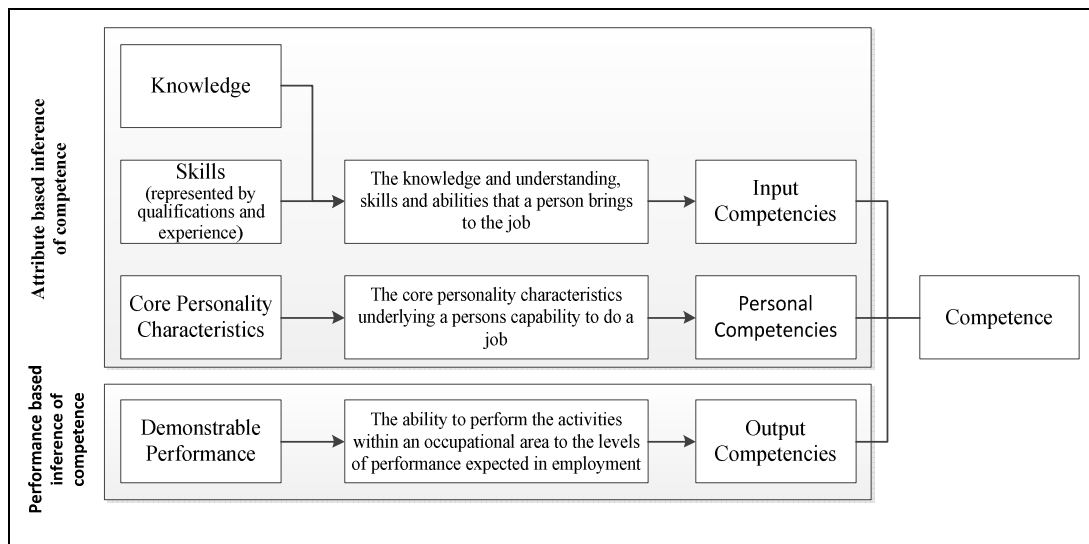 Attribute based inference
of competence
Knowledge
Skills
(represented by
qualifications and
experience)
The knowledge and understanding,
skills and abilities that a person brings
to the job
Input
Competencies
Core Personality
Characteristics
The core personality characteristics
underlying a persons capability to do a
job
Personal
Competencies
Competence
Performance based
inference of
competence
Demonstrable
Performance
The ability to perform the activities
within an occupational area to the levels
of performance expected in employment
Output
Competencies